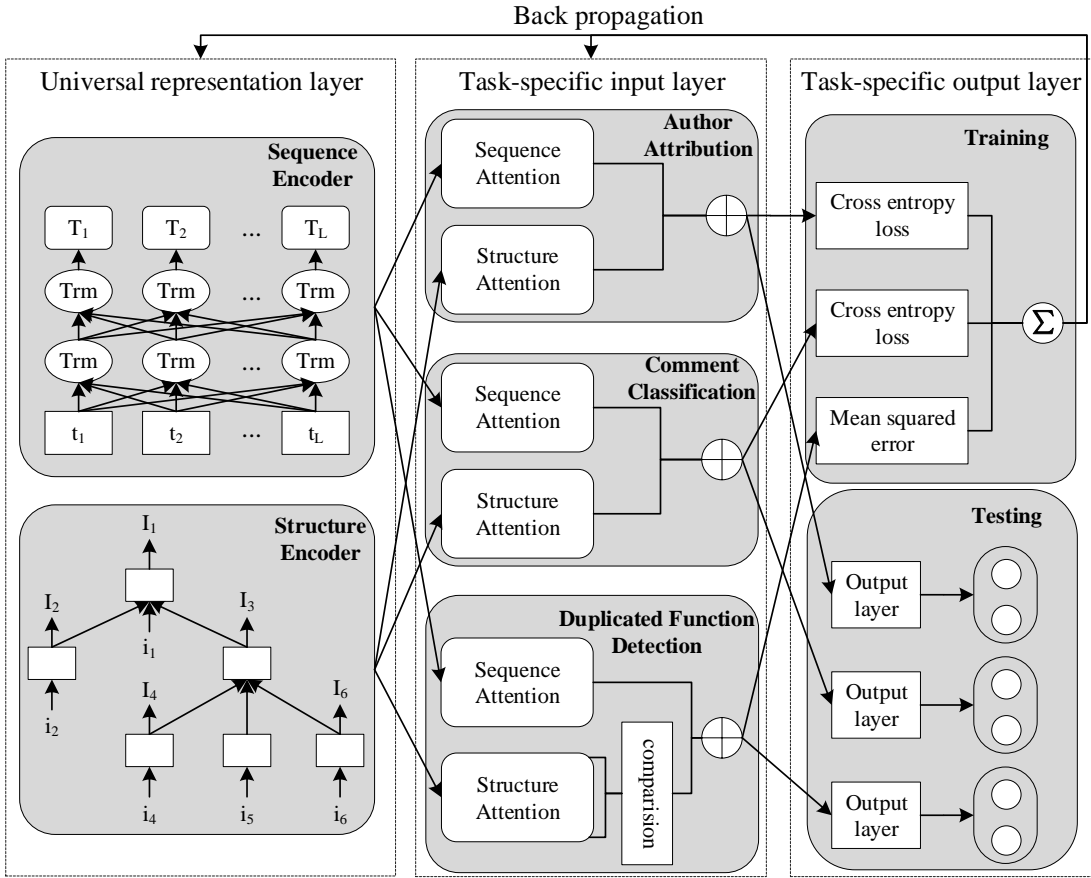 Back propagation
Universal representation layer
Sequence
Encoder
T1 T2 ... TL
Trm Trm ... Trm
Trm Trm ... Trm
t1 t2 ... tL
Structure
Encoder
I1
I2 I3
i1
I4 I6
i2
i4 i5 i6
Task-specific input layer
Author
Attribution
Sequence
Attention
Structure
Attention
Comment
Classification
Sequence
Attention
Structure
Attention
Duplicated Function
Detection
Sequence
Attention
Structure
Attention
comparision
Task-specific output layer
Training
Cross entropy
loss
Cross entropy
loss
Mean squared
error
Σ
Testing
Output
layer
Output
layer
Output
layer